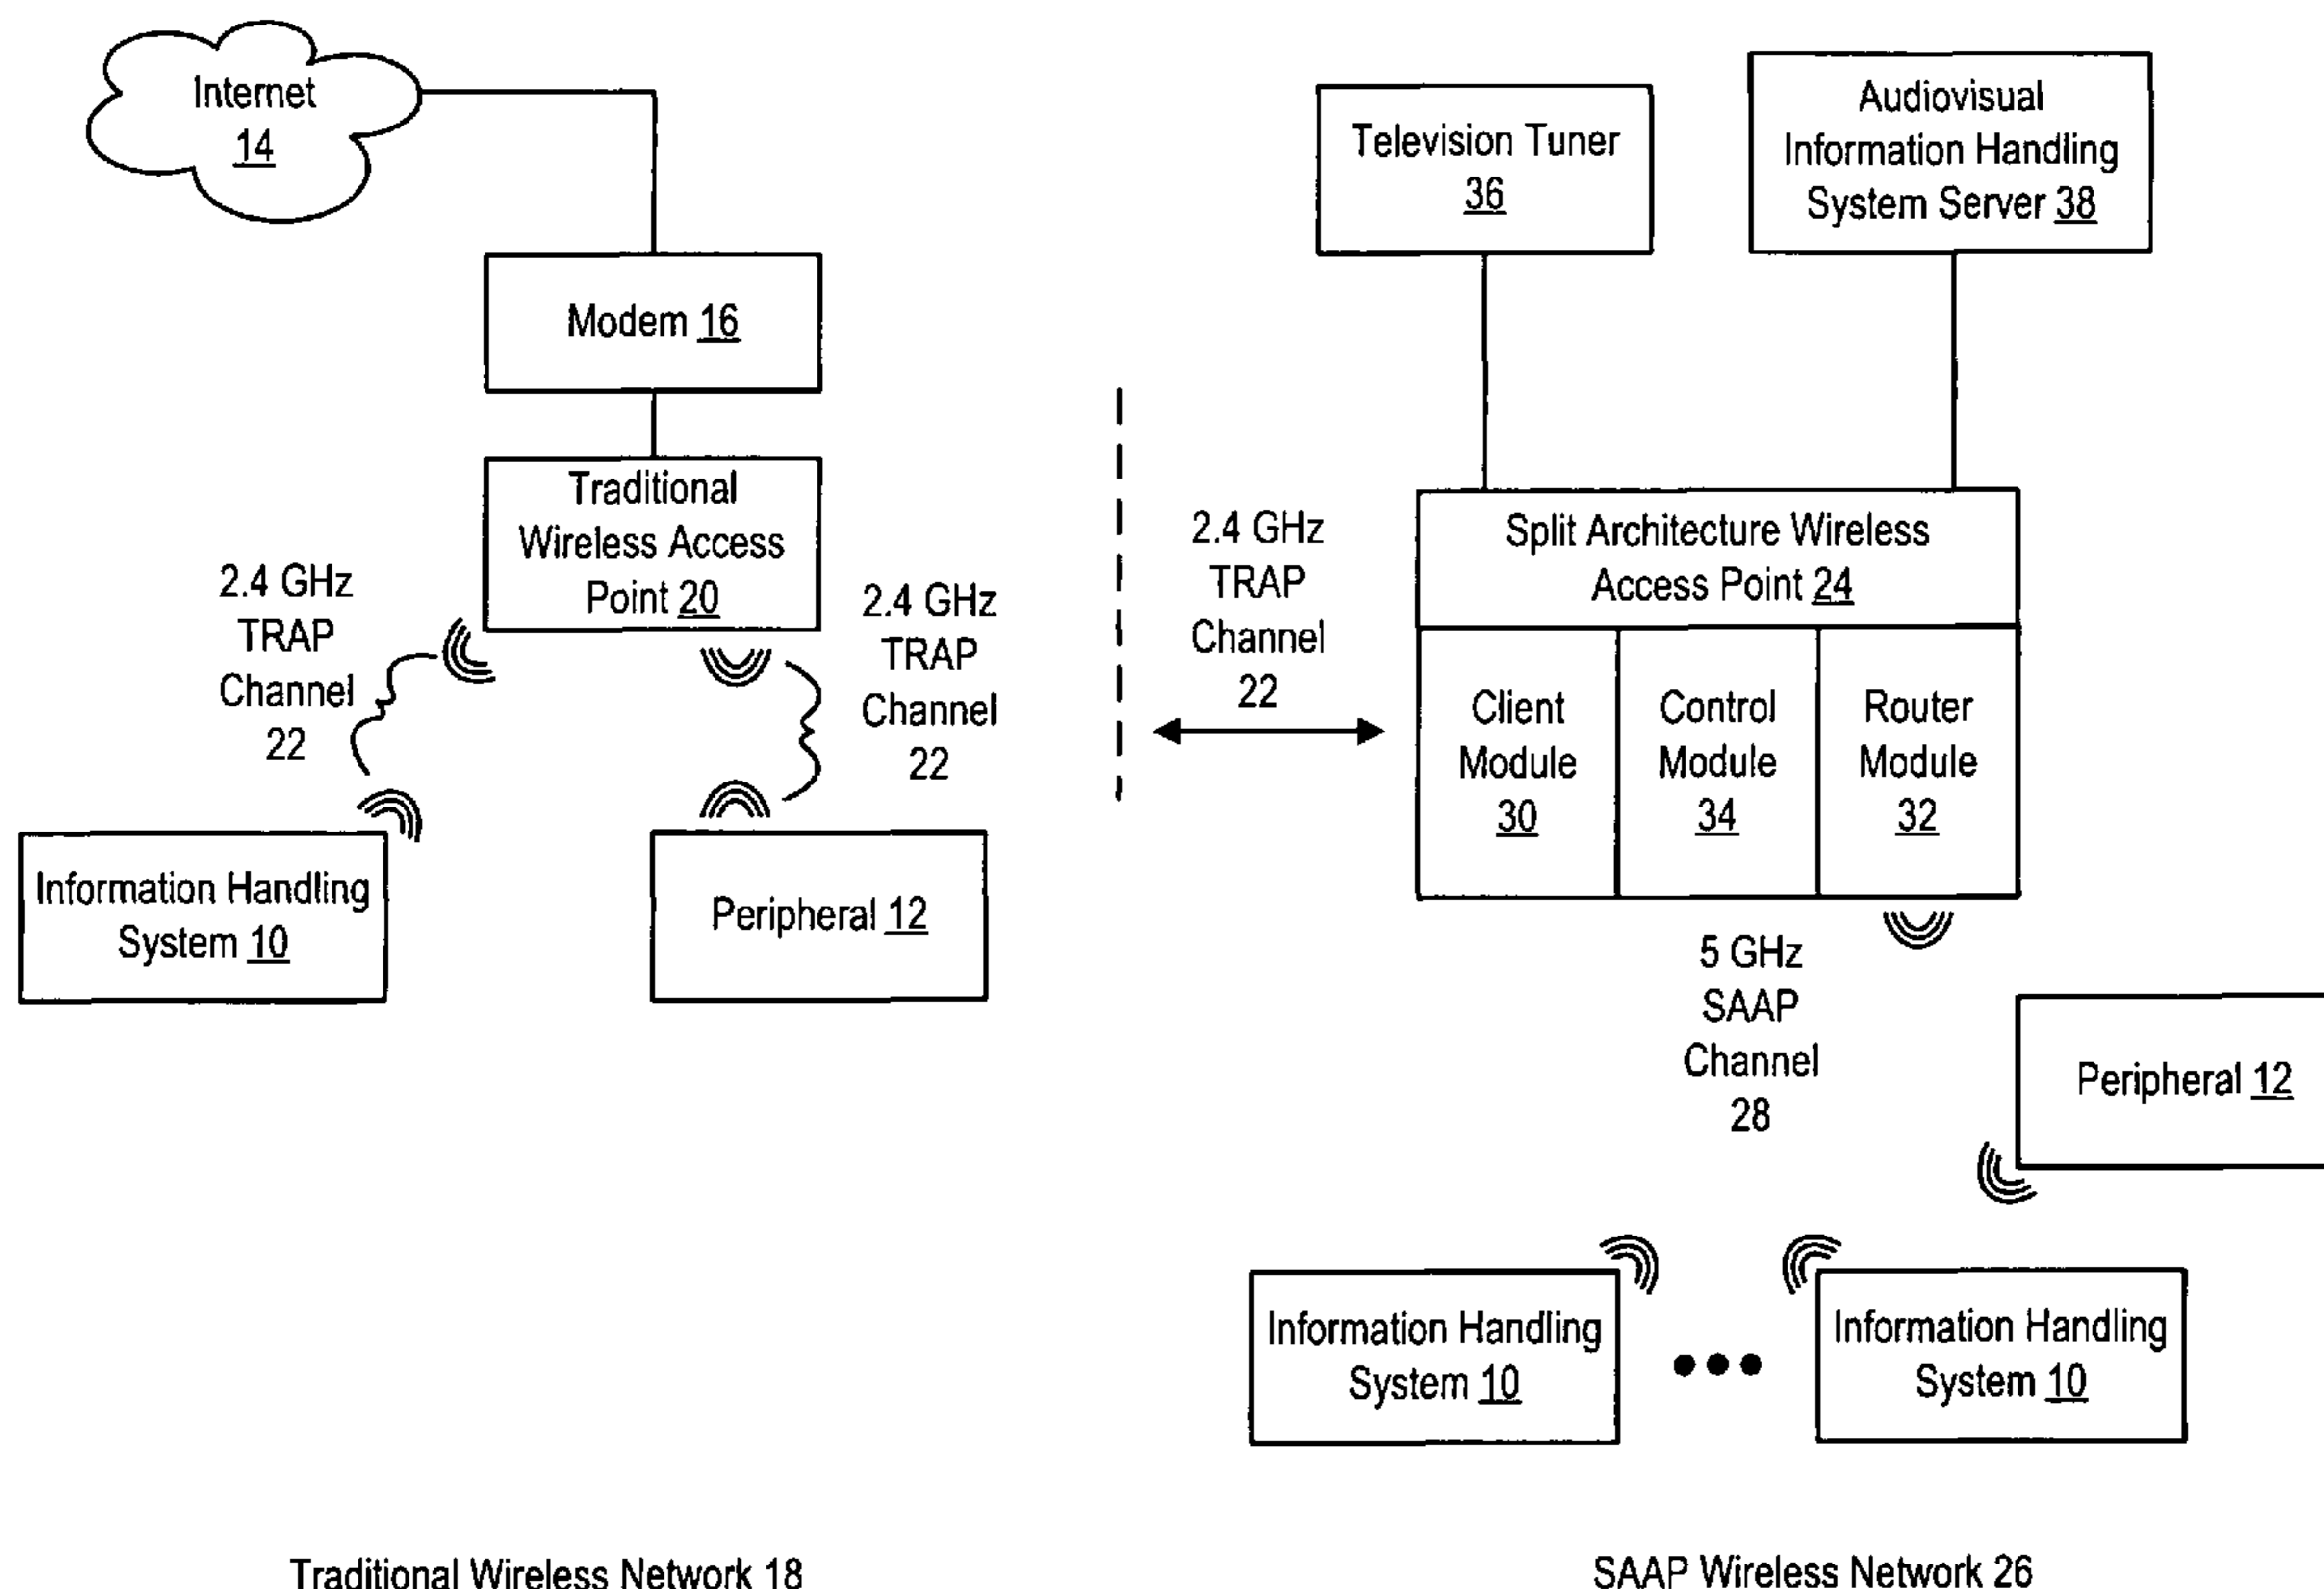 Internet
14
Modem 16
Traditional
Wireless Access
Point 20
2.4 GHz
TRAP
Channel
22
2.4 GHz
TRAP
Channel
22
Information Handling
System 10
Peripheral 12
Television Tuner
36
Audiovisual
Information Handling
System Server 38
2.4 GHz
TRAP
Channel
22
Split Architecture Wireless
Access Point 24
Client
Module
30
Control
Module
34
Router
Module
32
5 GHz
SAAP
Channel
28
Peripheral 12
Information Handling
System 10
Information Handling
System 10
Traditional Wireless Network 18
SAAP Wireless Network 26